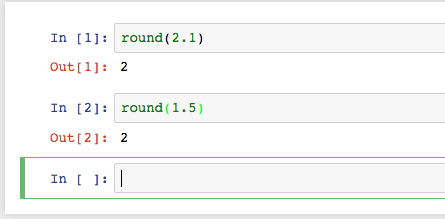 In [1]: round(2.1)
Out[1]: 2
In [2]: round(1.5)
Out[2]: 2
In [ ]: